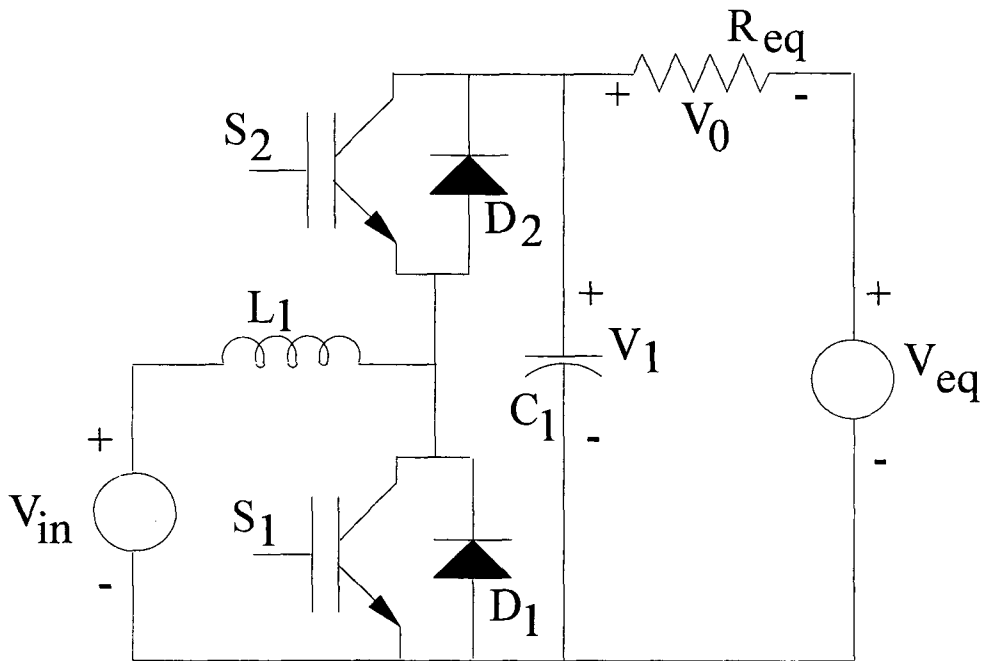 R_eq
+ V_0 -
S_2
D_2
L_1
+
V_1
C_1
-
+
V_eq
-
+
V_in
-
S_1
D_1